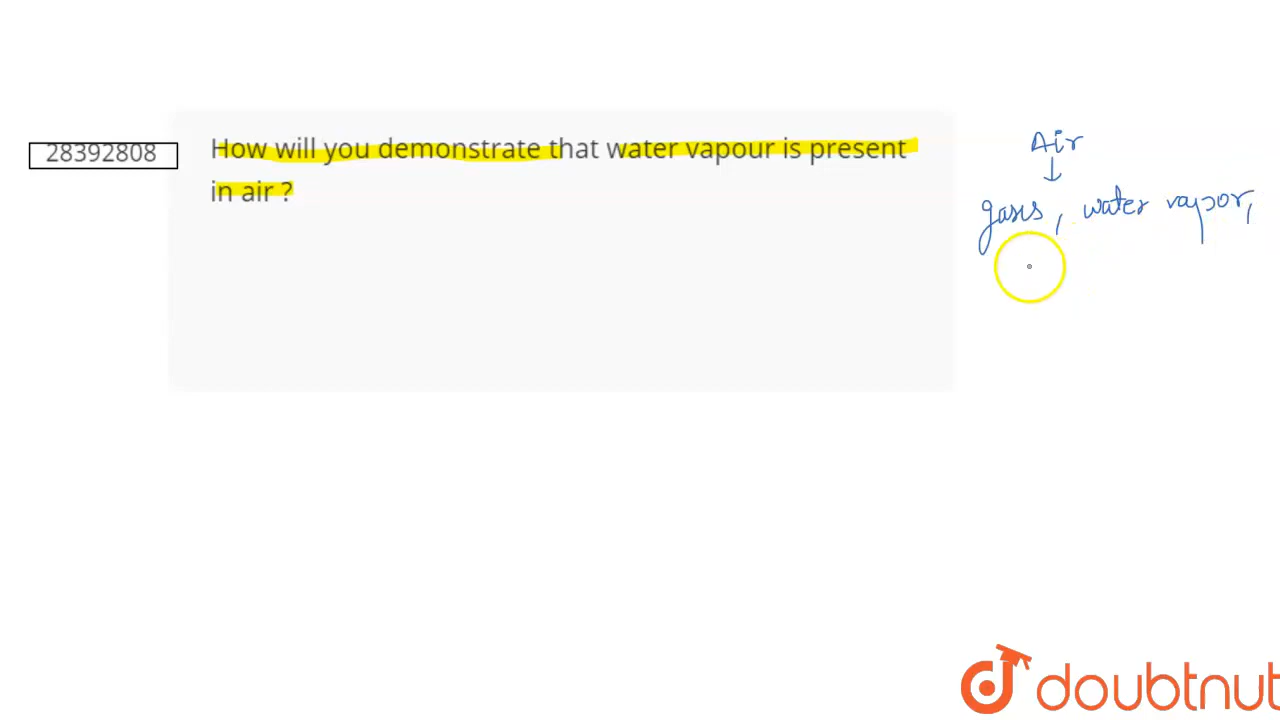 28392808
How will you demonstrate that water vapour is present
in air ?
Air
↓
gases, water vapor,
doubtnut